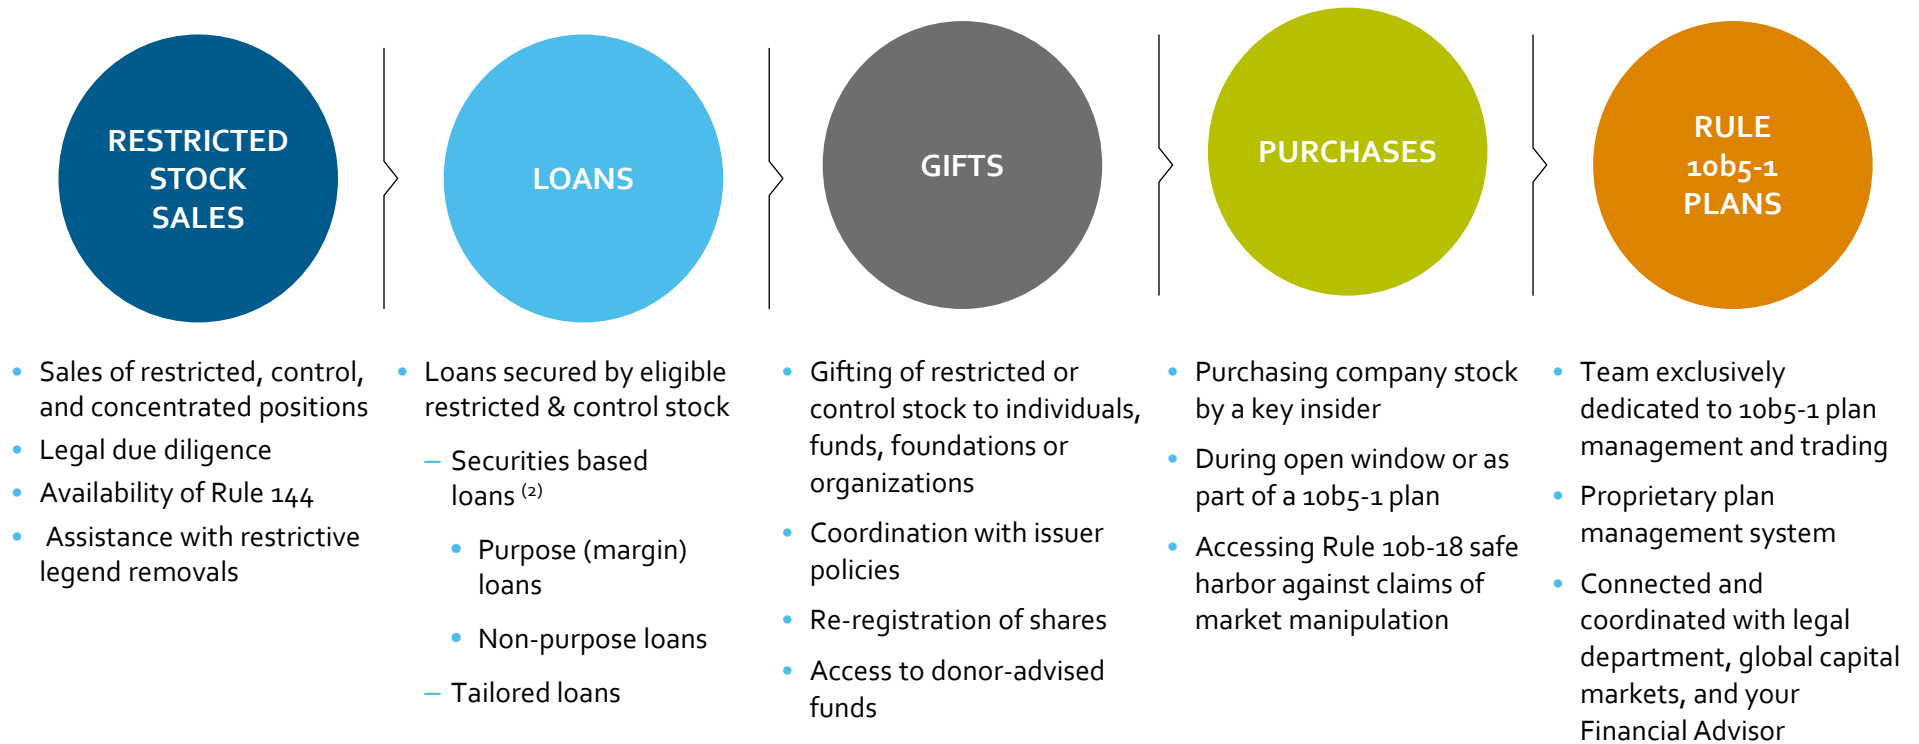 RESTRICTED
STOCK
SALES
LOANS
GIFTS
PURCHASES
RULE
10b5-1
PLANS
• Sales of restricted, control,
and concentrated positions
• Legal due diligence
• Availability of Rule 144
• Assistance with restrictive
legend removals
• Loans secured by eligible
restricted & control stock
– Securities based
loans (2)
• Purpose (margin)
loans
• Non-purpose loans
– Tailored loans
• Gifting of restricted or
control stock to individuals,
funds, foundations or
organizations
• Coordination with issuer
policies
• Re-registration of shares
• Access to donor-advised
funds
• Purchasing company stock
by a key insider
• During open window or as
part of a 10b5-1 plan
• Accessing Rule 10b-18 safe
harbor against claims of
market manipulation
• Team exclusively
dedicated to 10b5-1 plan
management and trading
• Proprietary plan
management system
• Connected and
coordinated with legal
department, global capital
markets, and your
Financial Advisor